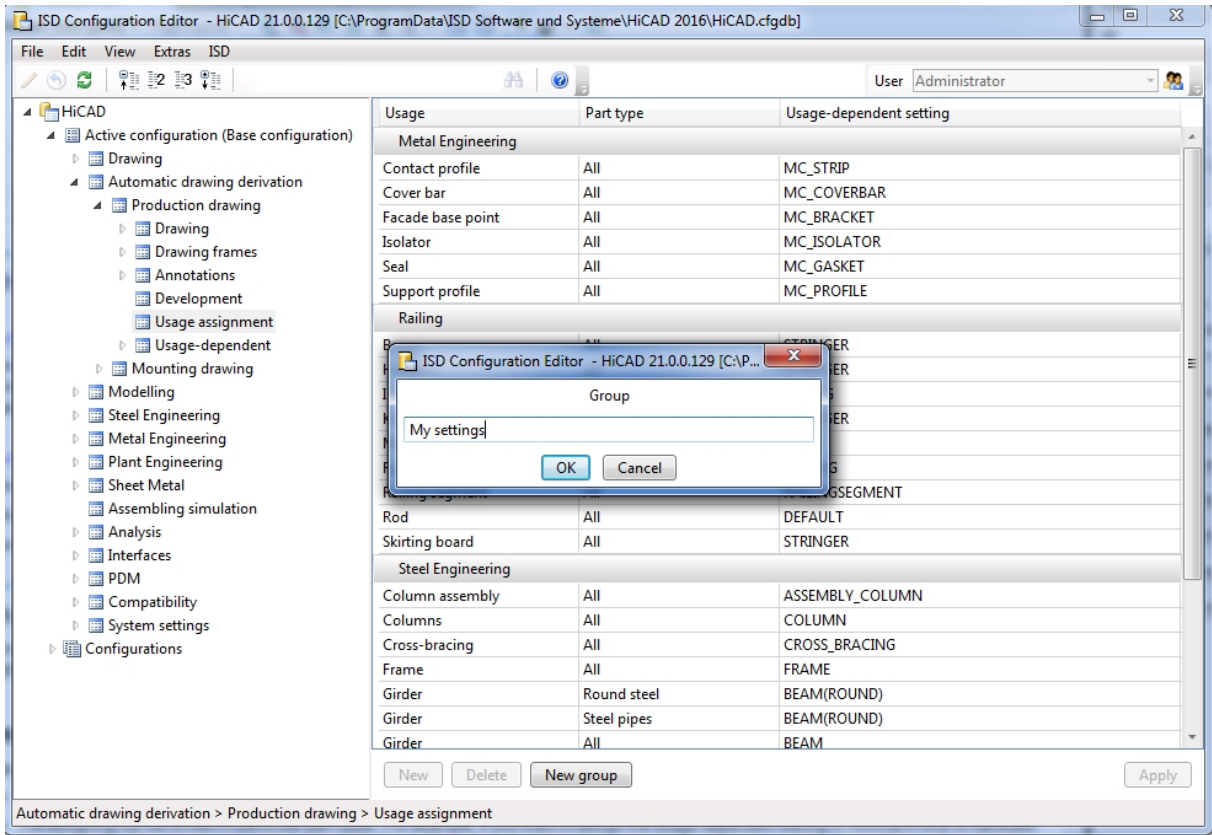 ISD Configuration Editor - HiCAD 21.0.0.129 [C:\ProgramData\ISD Software und Systeme\HiCAD 2016\HiCAD.cfgdb]
File Edit View Extras ISD
User Administrator
HiCAD
Active configuration (Base configuration)
Drawing
Automatic drawing derivation
Production drawing
Drawing
Drawing frames
Annotations
Development
Usage assignment
Usage-dependent
Mounting drawing
Modelling
Steel Engineering
Metal Engineering
Plant Engineering
Sheet Metal
Assembling simulation
Analysis
Interfaces
PDM
Compatibility
System settings
Configurations
Usage Part type Usage-dependent setting
Metal Engineering
Contact profile All MC_STRIP
Cover bar All MC_COVERBAR
Facade base point All MC_BRACKET
Isolator All MC_ISOLATOR
Seal All MC_GASKET
Support profile All MC_PROFILE
Railing
ISD Configuration Editor - HiCAD 21.0.0.129 [C:\P...
Group
My settings
OK Cancel
Rod All DEFAULT
Skirting board All STRINGER
Steel Engineering
Column assembly All ASSEMBLY_COLUMN
Columns All COLUMN
Cross-bracing All CROSS_BRACING
Frame All FRAME
Girder Round steel BEAM(ROUND)
Girder Steel pipes BEAM(ROUND)
Girder All BEAM
New Delete New group Apply
Automatic drawing derivation > Production drawing > Usage assignment